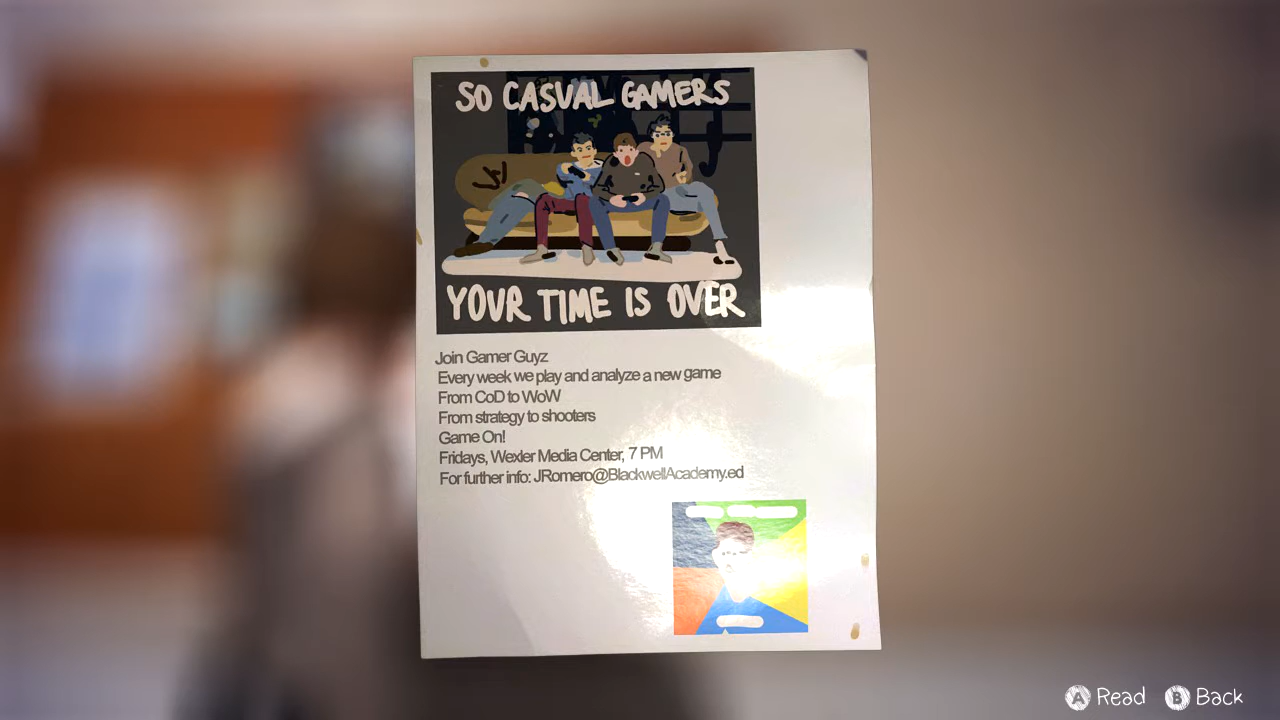 SO CASUAL GAMERS
YOUR TIME IS OVER
Join Gamer Guyz
Every week we play and analyze a new game
From CoD to WoW
From strategy to shooters
Game On!
Fridays, Wexler Media Center, 7 PM
For further info: JRomero@BlackwellAcademy.ed
A Read B Back